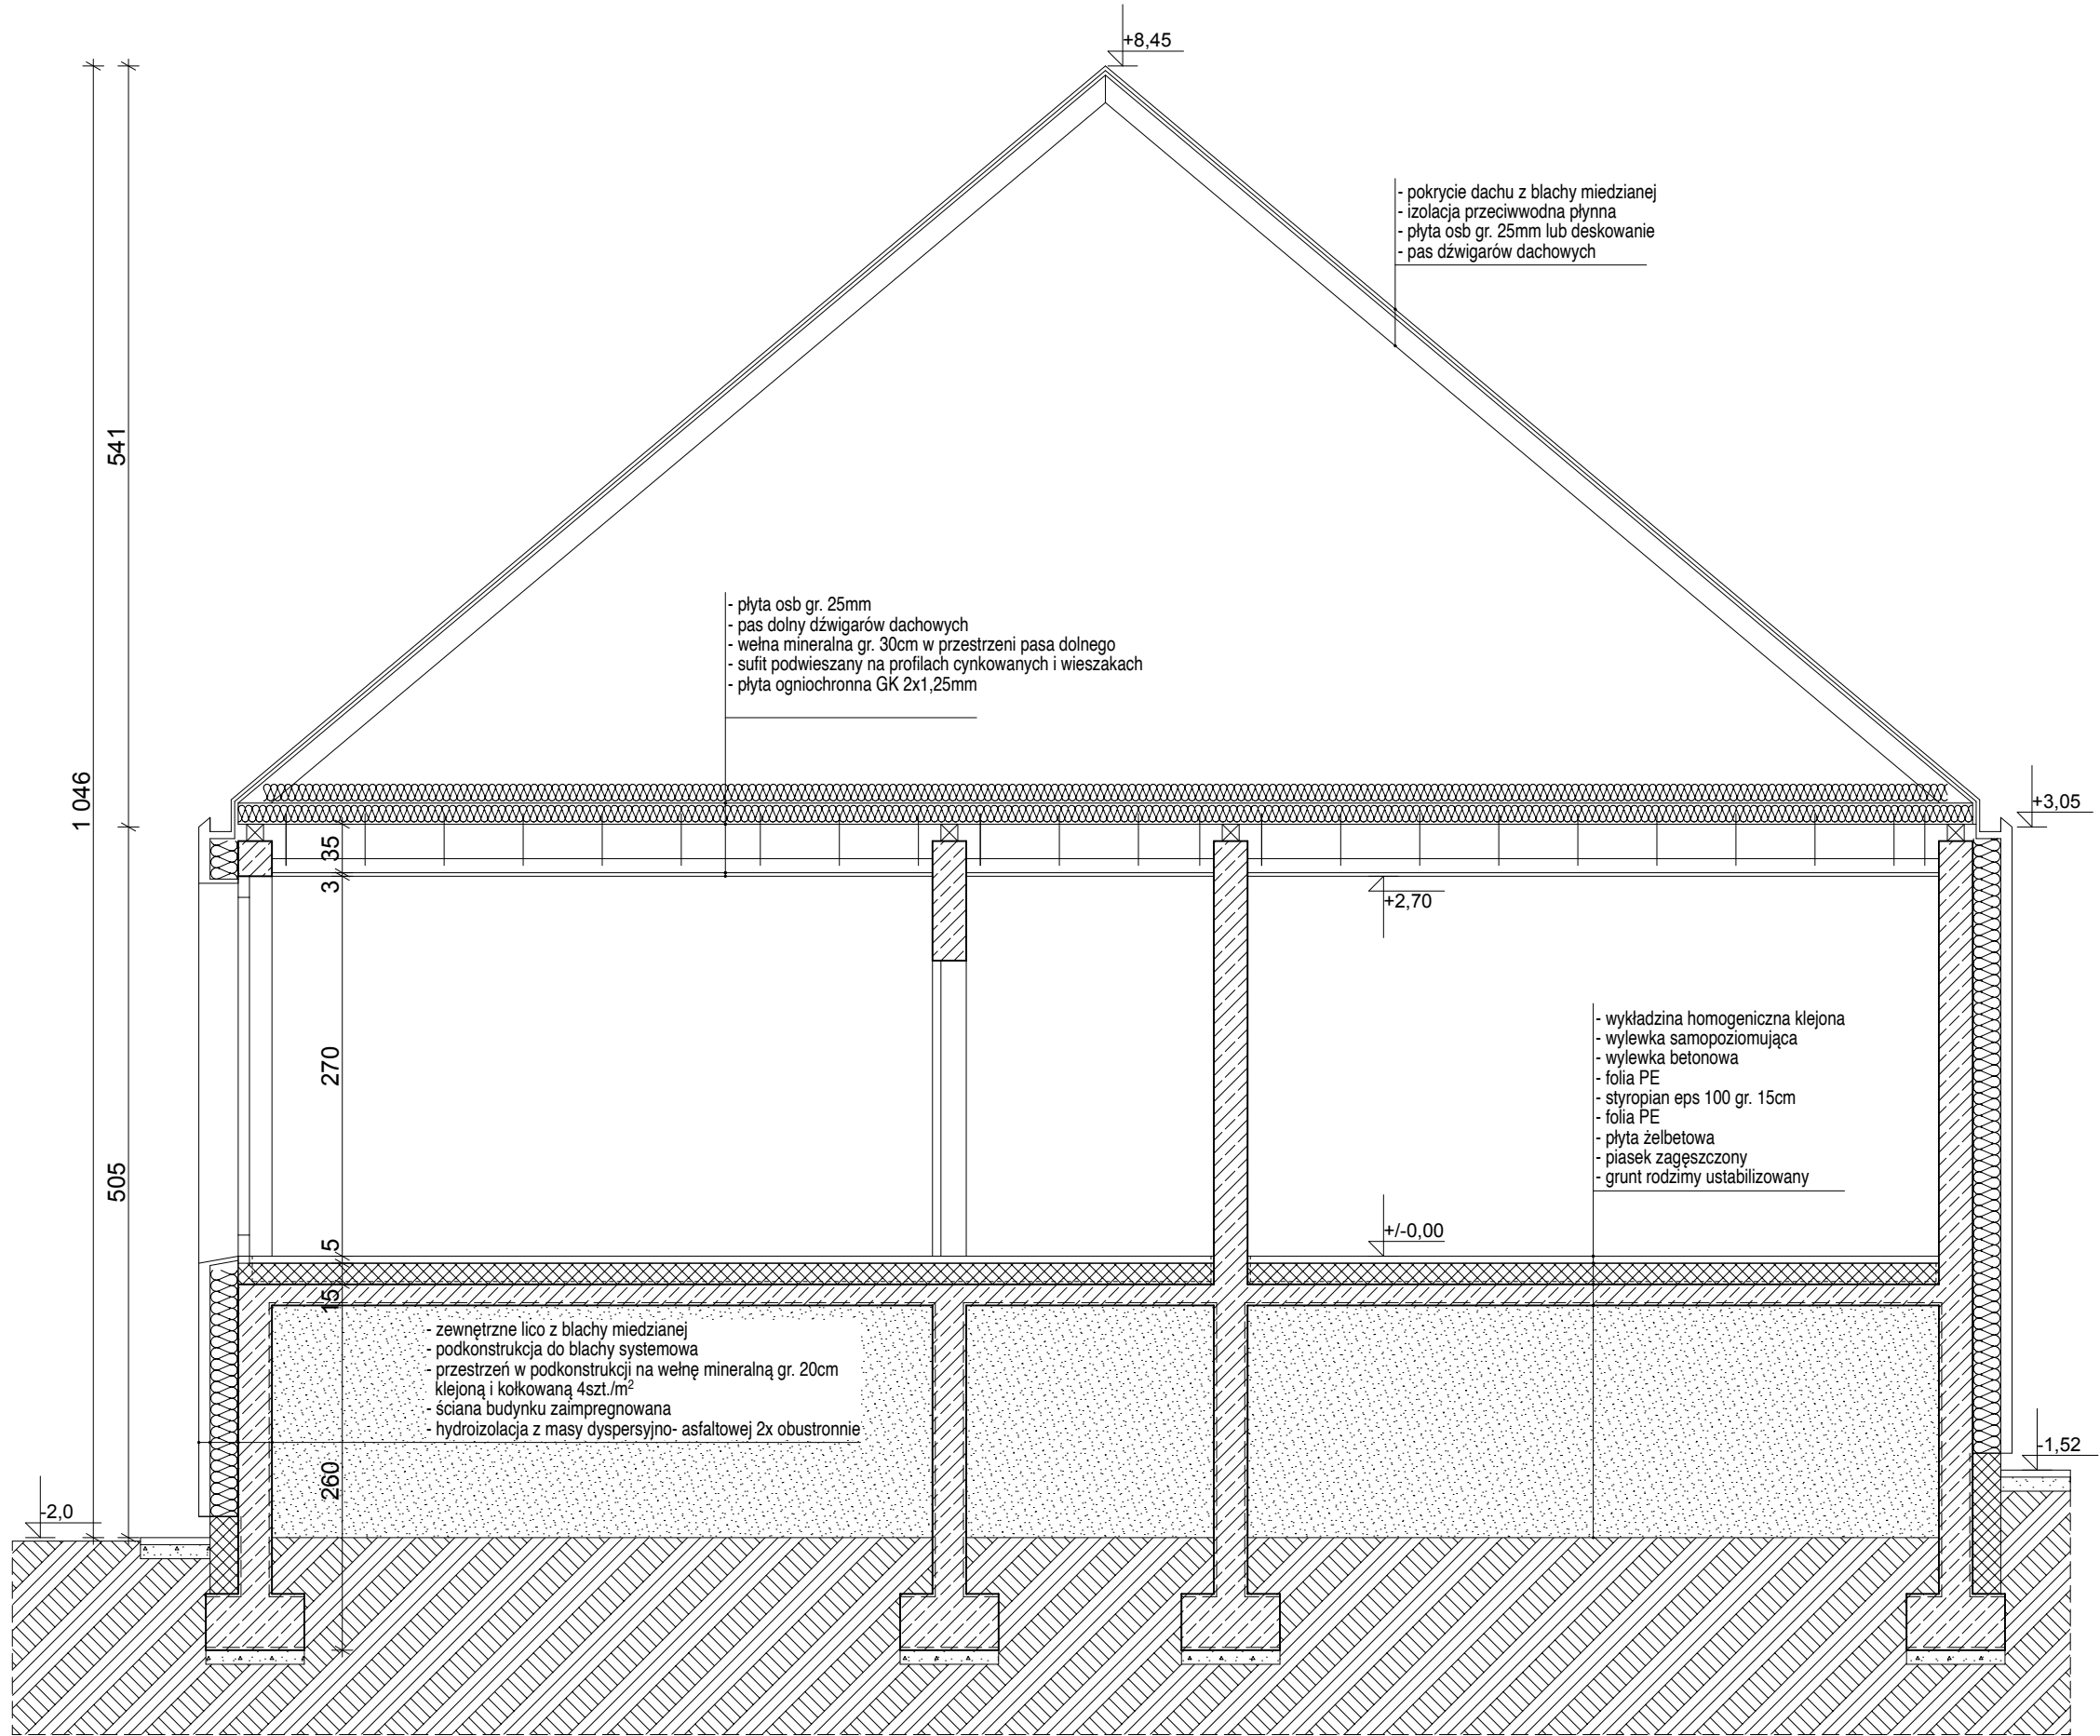 +8,45
- pokrycie dachu z blachy miedzianej
- izolacja przeciwwodna płynna
- płyta osb gr. 25mm lub deskowanie
- pas dźwigarów dachowych
541
- płyta osb gr. 25mm
- pas dolny dźwigarów dachowych
- wełna mineralna gr. 30cm w przestrzeni pasa dolnego
- sufit podwieszany na profilach cynkowanych i wieszakach
- płyta ogniochronna GK 2x1,25mm
1 046
+3,05
35
3
+2,70
- wykładzina homogeniczna klejona
- wylewka samopoziomująca
- wylewka betonowa
- folia PE
- styropian eps 100 gr. 15cm
- folia PE
- płyta żelbetowa
- piasek zagęszczony
- grunt rodzimy ustabilizowany
270
505
+/-0,00
5
15
- zewnętrzne lico z blachy miedzianej
- podkonstrukcja do blachy systemowa
- przestrzeń w podkonstrukcji na wełnę mineralną gr. 20cm
klejoną i kołkowaną 4szt./m²
- ściana budynku zaimpregnowana
- hydroizolacja z masy dyspersyjno- asfaltowej 2x obustronnie
-1,52
260
-2,0